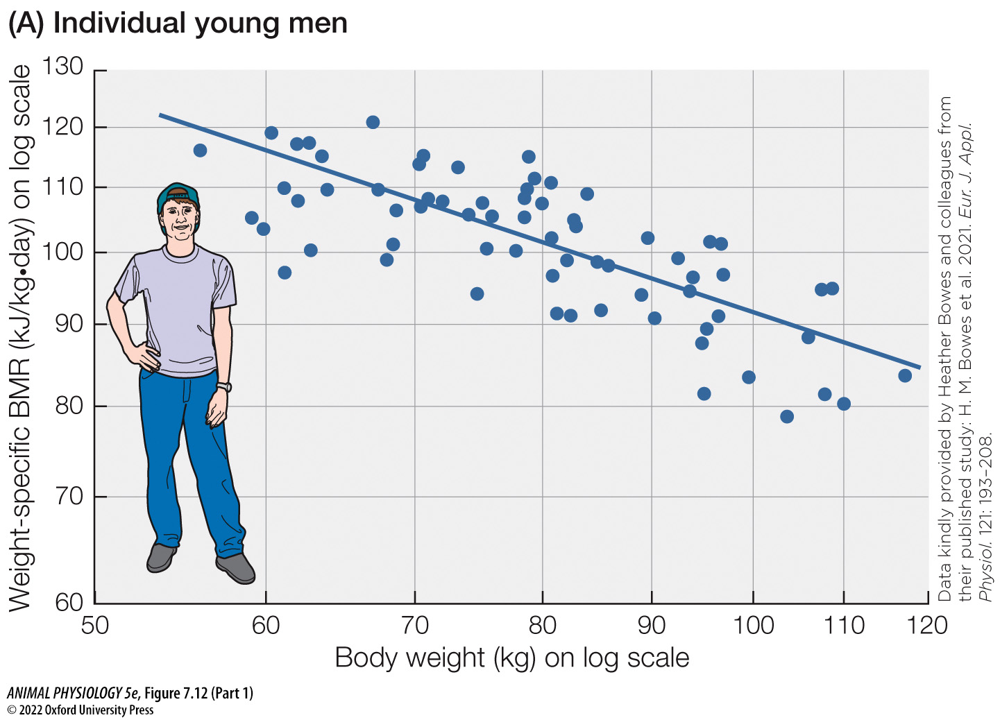 (A) Individual young men
Weight-specific BMR (kJ/kg•day) on log scale
130
120
110
100
90
80
70
60
50 60 70 80 90 100 110 120
Body weight (kg) on log scale
Data kindly provided by Heather Bowes and colleagues from
their published study: H. M. Bowes et al. 2021. Eur. J. Appl.
Physiol. 121: 193–208.
ANIMAL PHYSIOLOGY 5e, Figure 7.12 (Part 1)
© 2022 Oxford University Press